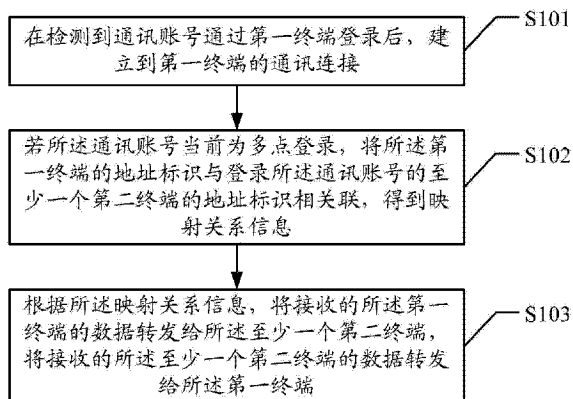 S101
在检测到通讯账号通过第一终端登录后，建
立到第一终端的通讯连接
S102
若所述通讯账号当前为多点登录，将所述第
一终端的地址标识与登录所述通讯账号的至
少一个第二终端的地址标识相关联，得到映
射关系信息
S103
根据所述映射关系信息，将接收的所述第一
终端的数据转发给所述至少一个第二终端，
将接收的所述至少一个第二终端的数据转发
给所述第一终端